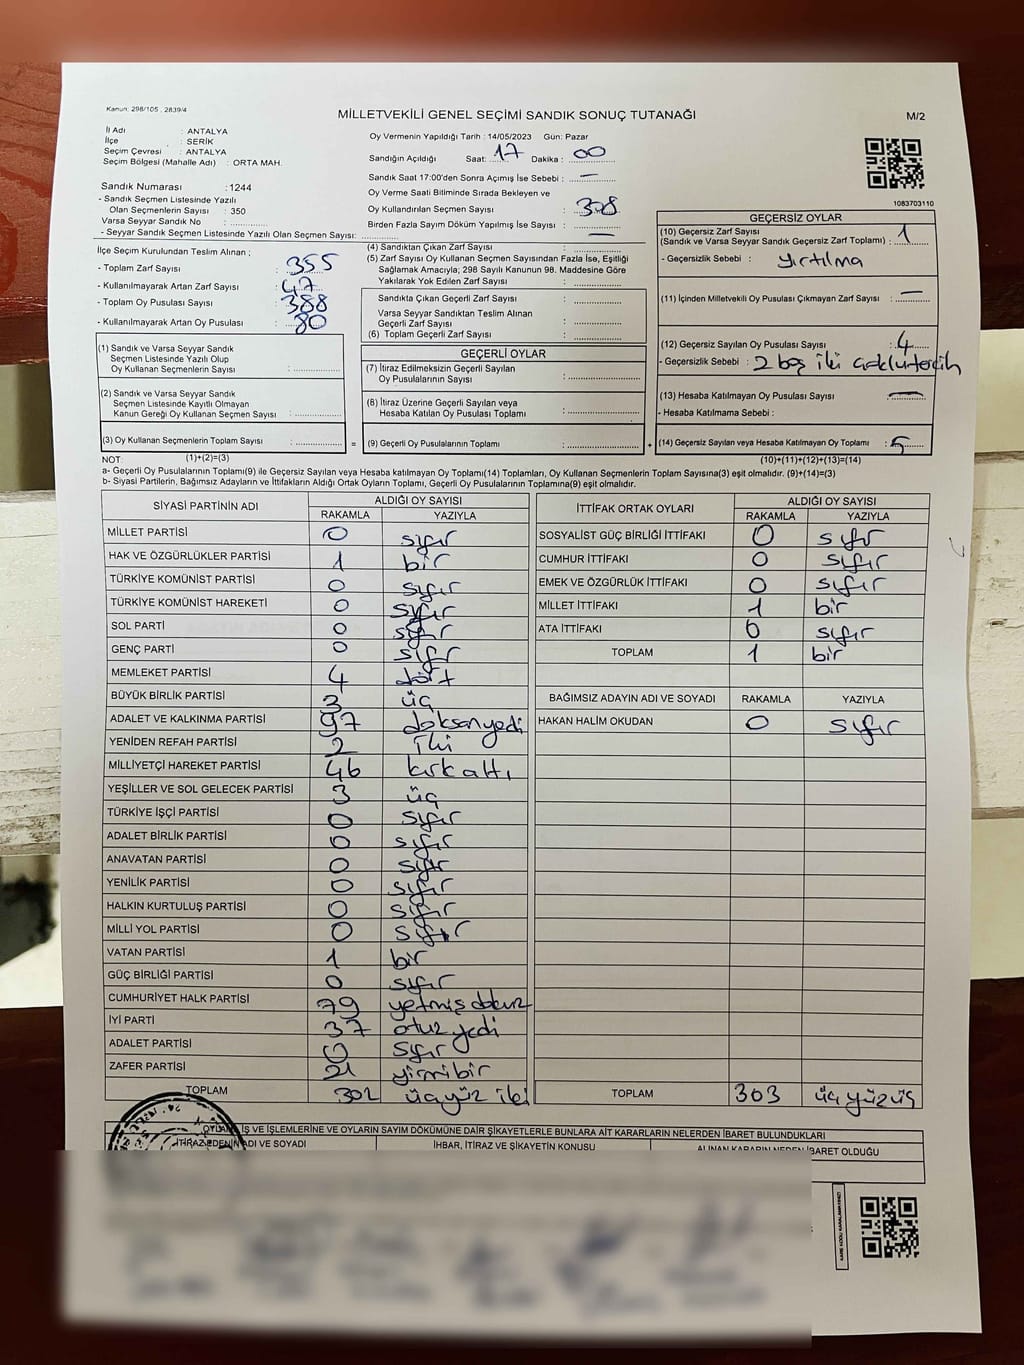 Kanun: 298/105 , 2839/4
MİLLETVEKİLİ GENEL SEÇİMİ SANDIK SONUÇ TUTANAĞI
M/2
İl Adı : ANTALYA
İlçe : SERİK
Seçim Çevresi : ANTALYA
Seçim Bölgesi (Mahalle Adı) : ORTA MAH.
Sandık Numarası : 1244
- Sandık Seçmen Listesinde Yazılı
Olan Seçmenlerin Sayısı : 350
Varsa Seyyar Sandık No :
- Seyyar Sandık Seçmen Listesinde Yazılı Olan Seçmen Sayısı:
Oy Vermenin Yapıldığı Tarih : 14/05/2023 Gün: Pazar
Sandığın Açıldığı Saat: 17 Dakika : 00
Sandık Saat 17:00'den Sonra Açımış İse Sebebi : —
Oy Verme Saati Bitiminde Sırada Bekleyen ve
Oy Kullandırılan Seçmen Sayısı : 308
Birden Fazla Sayım Döküm Yapılmış İse Sayısı : —
1083703110
İlçe Seçim Kurulundan Teslim Alınan ;
- Toplam Zarf Sayısı : 355
- Kullanılmayarak Artan Zarf Sayısı : 47
- Toplam Oy Pusulası Sayısı : 388
- Kullanılmayarak Artan Oy Pusulası : 80
(1) Sandık ve Varsa Seyyar Sandık
Seçmen Listesinde Yazılı Olup
Oy Kullanan Seçmenlerin Sayısı :
(2) Sandık ve Varsa Seyyar Sandık
Seçmen Listesinde Kayıtlı Olmayan
Kanun Gereği Oy Kullanan Seçmen Sayısı :
(3) Oy Kullanan Seçmenlerin Toplam Sayısı : =
(4) Sandıktan Çıkan Zarf Sayısı :
(5) Zarf Sayısı Oy Kullanan Seçmen Sayısından Fazla İse, Eşitliği
Sağlamak Amacıyla; 298 Sayılı Kanunun 98. Maddesine Göre
Yakılarak Yok Edilen Zarf Sayısı :
Sandıkta Çıkan Geçerli Zarf Sayısı :
Varsa Seyyar Sandıktan Teslim Alınan
Geçerli Zarf Sayısı :
(6) Toplam Geçerli Zarf Sayısı :
GEÇERLİ OYLAR
(7) İtiraz Edilmeksizin Geçerli Sayılan
Oy Pusulalarının Sayısı :
(8) İtiraz Üzerine Geçerli Sayılan veya
Hesaba Katılan Oy Pusulası Toplamı :
(9) Geçerli Oy Pusulalarının Toplamı : +
GEÇERSİZ OYLAR
(10) Geçersiz Zarf Sayısı
(Sandık ve Varsa Seyyar Sandık Geçersiz Zarf Toplamı) : 1
- Geçersizlik Sebebi : yırtılma
(11) İçinden Milletvekili Oy Pusulası Çıkmayan Zarf Sayısı : —
(12) Geçersiz Sayılan Oy Pusulası Sayısı : 4
- Geçersizlik Sebebi : 2 boş iki
(13) Hesaba Katılmayan Oy Pusulası Sayısı : —
- Hesaba Katılmama Sebebi :
(14) Geçersiz Sayılan veya Hesaba Katılmayan Oy Toplamı : 5
NOT: (1)+(2)=(3) (10)+(11)+(12)+(13)=(14)
a- Geçerli Oy Pusulalarının Toplamı(9) ile Geçersiz Sayılan veya Hesaba katılmayan Oy Toplamı(14) Toplamları, Oy Kullanan Seçmenlerin Toplam Sayısına(3) eşit olmalıdır. (9)+(14)=(3)
b- Siyasi Partilerin, Bağımsız Adayların ve İttifakların Aldığı Ortak Oyların Toplamı, Geçerli Oy Pusulalarının Toplamına(9) eşit olmalıdır.
SİYASİ PARTİNİN ADI ALDIĞI OY SAYISI
RAKAMLA YAZIYLA
MİLLET PARTİSİ 0 sıfır
HAK VE ÖZGÜRLÜKLER PARTİSİ 1 bir
TÜRKİYE KOMÜNİST PARTİSİ 0 sıfır
TÜRKİYE KOMÜNİST HAREKETİ 0 sıfır
SOL PARTİ 0 sıfır
GENÇ PARTİ 0 sıfır
MEMLEKET PARTİSİ 4 dört
BÜYÜK BİRLİK PARTİSİ 3 üç
ADALET VE KALKINMA PARTİSİ 97 doksanyedi
YENİDEN REFAH PARTİSİ 2 iki
MİLLİYETÇİ HAREKET PARTİSİ 46 kırkaltı
YEŞİLLER VE SOL GELECEK PARTİSİ 3 üç
TÜRKİYE İŞÇİ PARTİSİ 0 sıfır
ADALET BİRLİK PARTİSİ 0 sıfır
ANAVATAN PARTİSİ 0 sıfır
YENİLİK PARTİSİ 0 sıfır
HALKIN KURTULUŞ PARTİSİ 0 sıfır
MİLLİ YOL PARTİSİ 0 sıfır
VATAN PARTİSİ 1 bir
GÜÇ BİRLİĞİ PARTİSİ 0 sıfır
CUMHURİYET HALK PARTİSİ 79 yetmişdokuz
İYİ PARTİ 37 otuzyedi
ADALET PARTİSİ 0 sıfır
ZAFER PARTİSİ 21 yirmibir
TOPLAM 302 üçyüz iki
İTTİFAK ORTAK OYLARI ALDIĞI OY SAYISI
RAKAMLA YAZIYLA
SOSYALİST GÜÇ BİRLİĞİ İTTİFAKI 0 sıfır
CUMHUR İTTİFAKI 0 sıfır
EMEK VE ÖZGÜRLÜK İTTİFAKI 0 sıfır
MİLLET İTTİFAKI 1 bir
ATA İTTİFAKI 0 sıfır
TOPLAM 1 bir
BAĞIMSIZ ADAYIN ADI VE SOYADI RAKAMLA YAZIYLA
HAKAN HALİM OKUDAN 0 sıfır
TOPLAM 303 üçyüzüç
İŞ VE İŞLEMLERİNE VE OYLARIN SAYIM DÖKÜMÜNE DAİR ŞİKAYETLERLE BUNLARA AİT KARARLARIN NELERDEN İBARET BULUNDUKLARI
İTİRAZ EDENİN ADI VE SOYADI İHBAR, İTİRAZ VE ŞİKAYETİN KONUSU ALINAN KARARIN NEDEN İBARET OLDUĞU